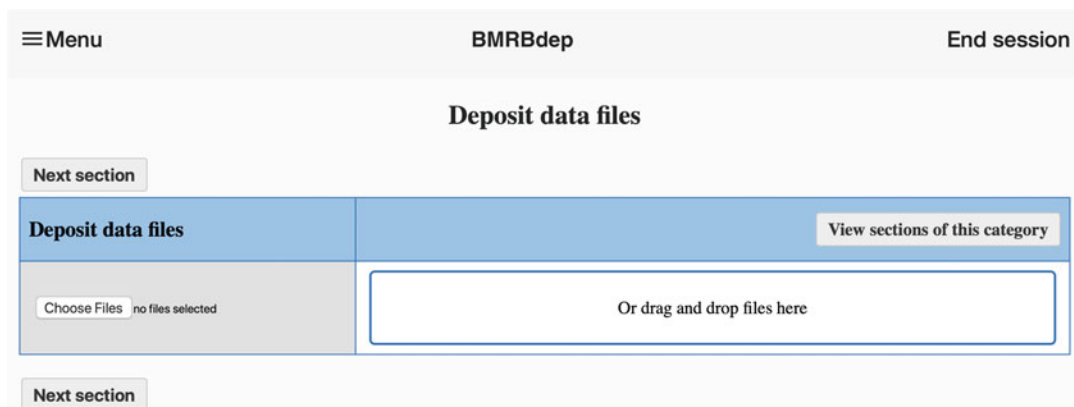 ≡Menu BMRBdep End session
Deposit data files
Next section
Deposit data files View sections of this category
Choose Files no files selected Or drag and drop files here
Next section